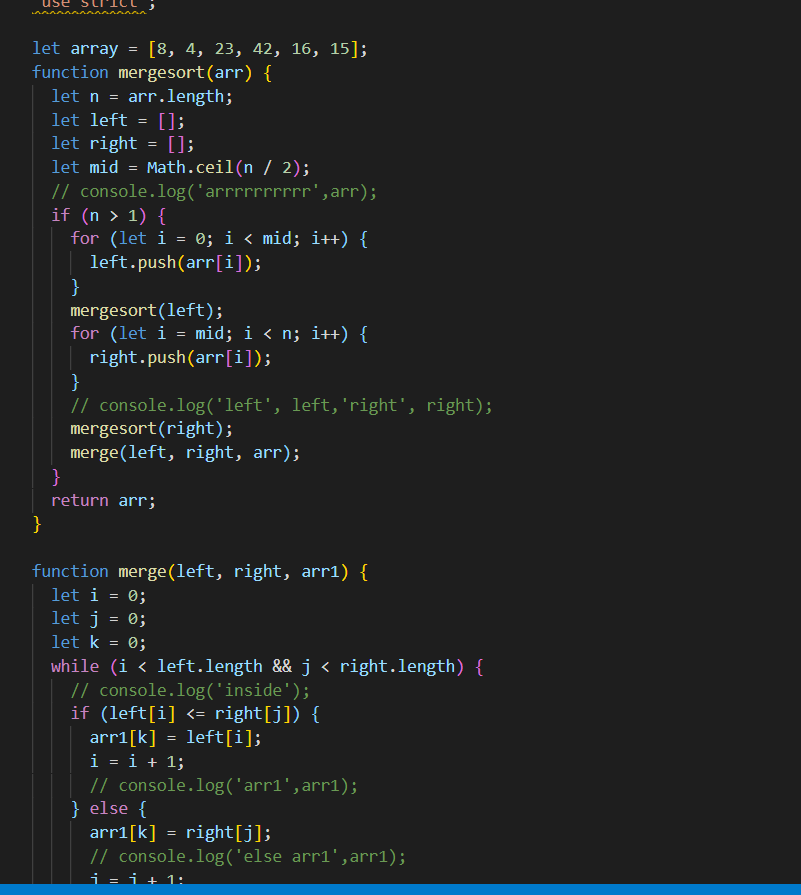 'use strict';
let array = [8, 4, 23, 42, 16, 15];
function mergesort(arr) {
let n = arr.length;
let left = [];
let right = [];
let mid = Math.ceil(n / 2);
// console.log('arrrrrrrrrr',arr);
if (n > 1) {
for (let i = 0; i < mid; i++) {
left.push(arr[i]);
}
mergesort(left);
for (let i = mid; i < n; i++) {
right.push(arr[i]);
}
// console.log('left', left,'right', right);
mergesort(right);
merge(left, right, arr);
}
return arr;
}
function merge(left, right, arr1) {
let i = 0;
let j = 0;
let k = 0;
while (i < left.length && j < right.length) {
// console.log('inside');
if (left[i] <= right[j]) {
arr1[k] = left[i];
i = i + 1;
// console.log('arr1',arr1);
} else {
arr1[k] = right[j];
// console.log('else arr1',arr1);
j = j + 1;